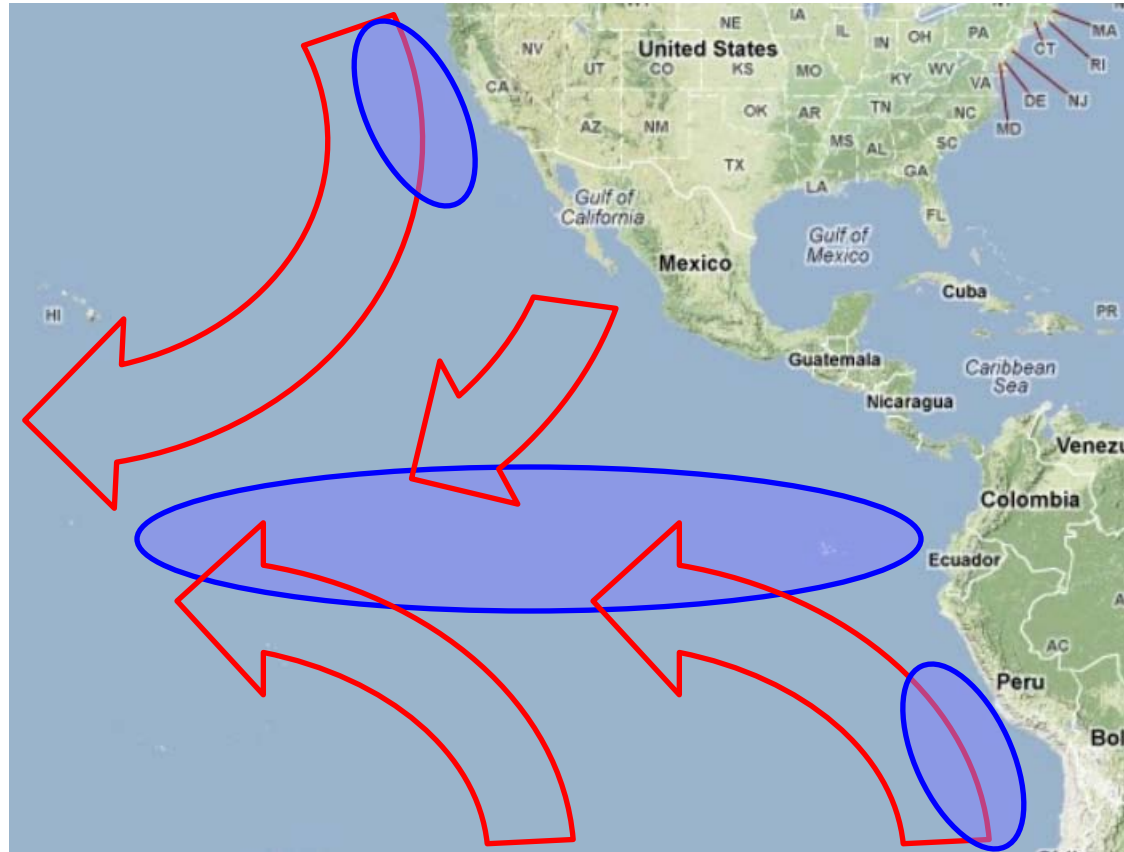 IA
MA
NE
IL
IN
OH
PA
CT
NV
United States
RI
UT
CO
KS
MO
WV
CA
KY
VA
DE
NJ
OK
AR
TN
NC
AZ
NM
MD
MS
AL
SC
TX
GA
LA
Gulf of
California
FL
Gulf of
Mexico
Mexico
Cuba
HI
PR
Guatemala
Caribbean
Sea
Nicaragua
Venezu
Colombia
Ecuador
AC
Peru
Bol